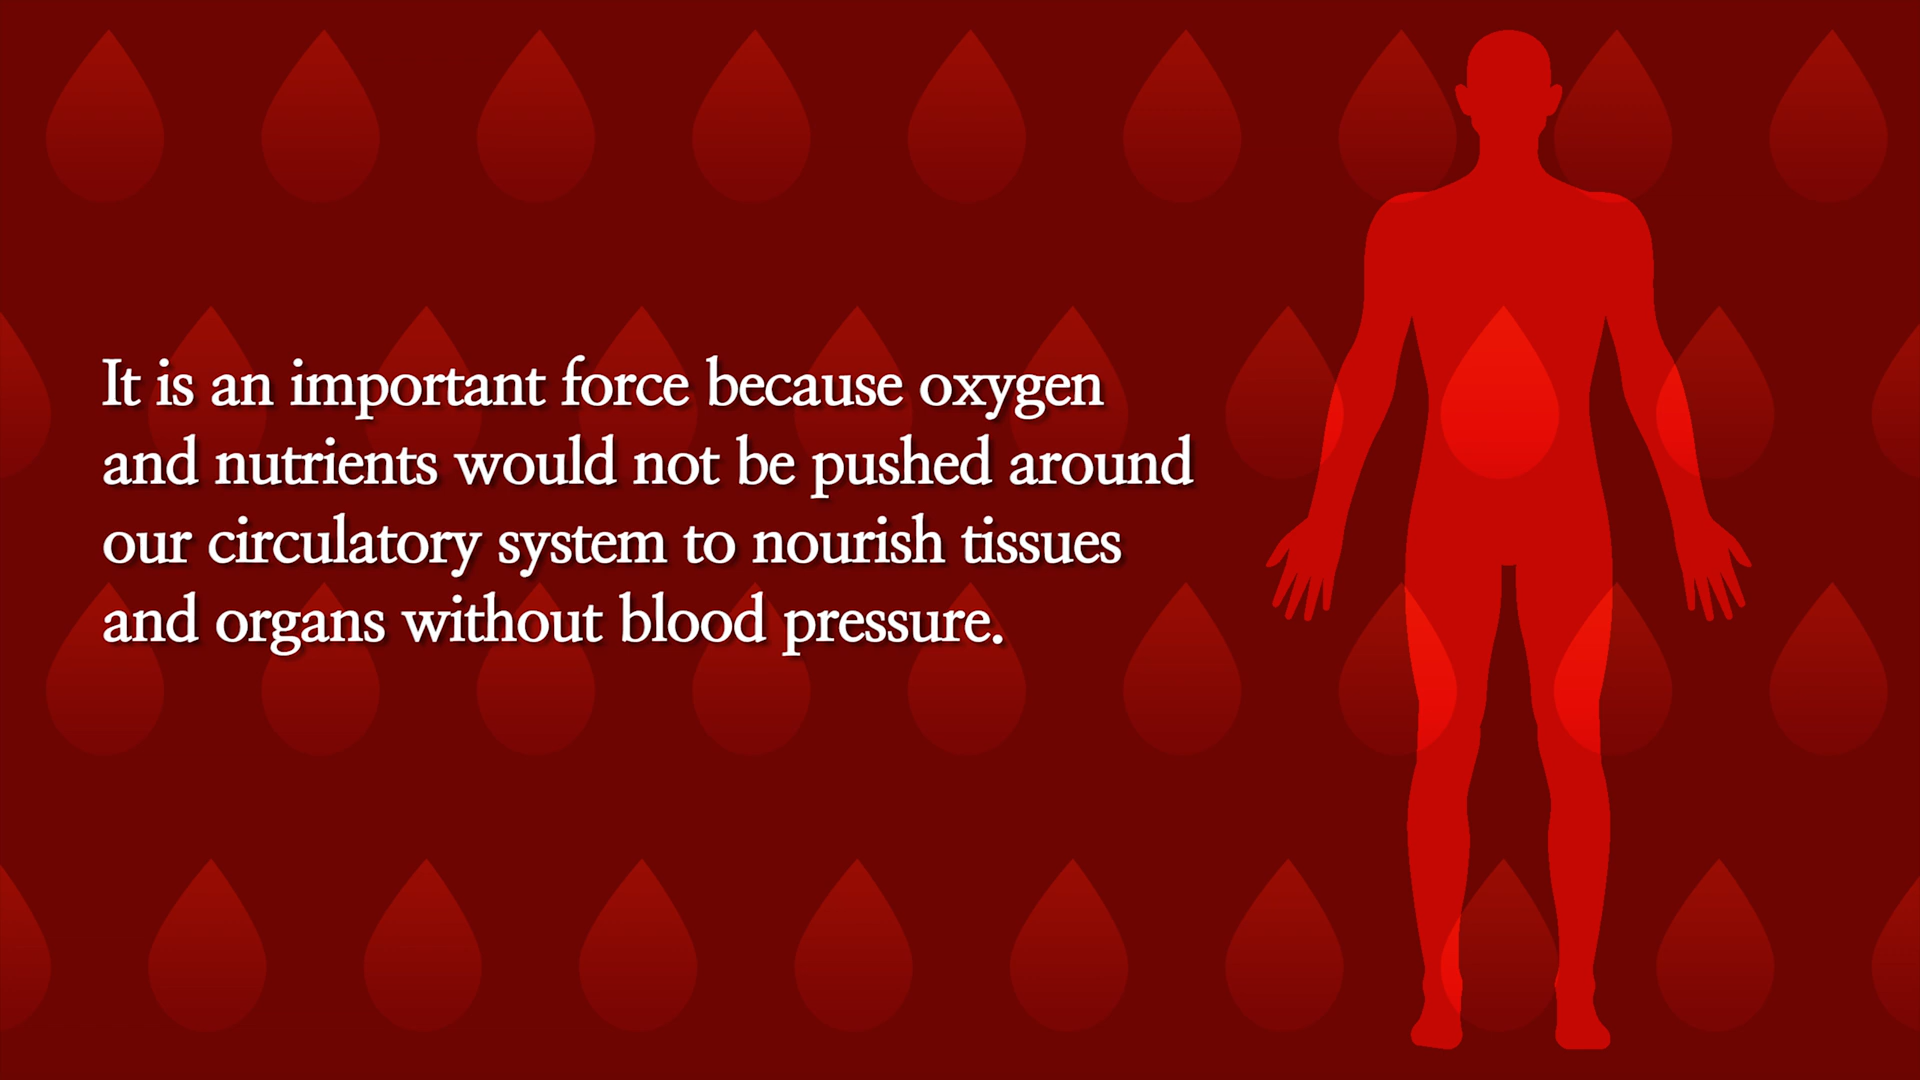 It is an important force because oxygen
and nutrients would not be pushed around
our circulatory system to nourish tissues
and organs without blood pressure.